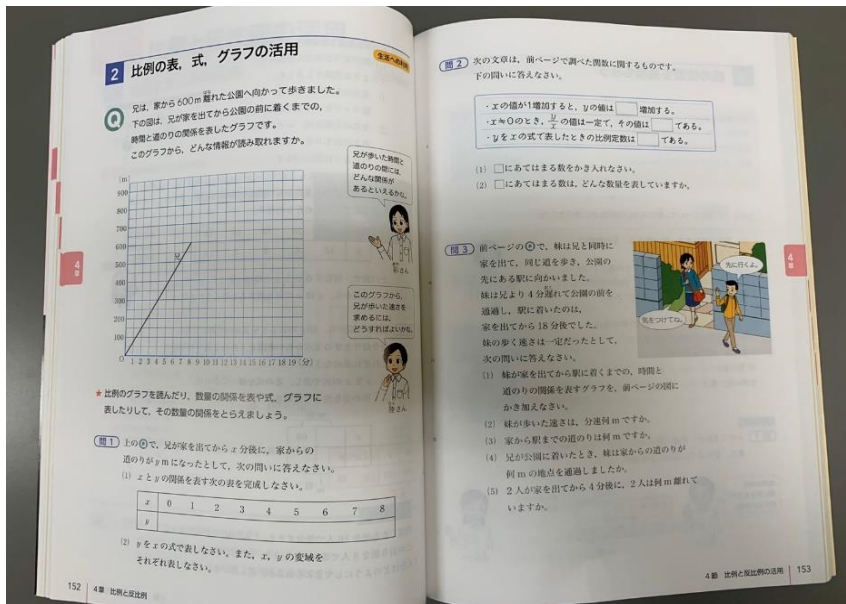 2 比例の表，式，グラフの活用
生活への利用
Q
兄は，家から600m離れた公園へ向かって歩きました。
下の図は，兄が家を出てから公園の前に着くまでの，
時間と道のりの関係を表したグラフです。
このグラフから，どんな情報が読み取れますか。
(m)
900
800
700
600
500
400
300
200
100
0
1 2 3 4 5 6 7 8 9 10 11 12 13 14 15 16 17 18 19 (分)
兄
兄が歩いた時間と
道のりの間には，
どんな関係が
あるといえるかな。
彩さん
このグラフから，
兄が歩いた速さを
求めるには，
どうすればよいかな。
陸さん
4
章
★ 比例のグラフを読んだり，数量の関係を表や式，グラフに
表したりして，その数量の関係をとらえましょう。
問1 上のQで，兄が家を出てからx分後に，家からの
道のりがymになったとして，次の問いに答えなさい。
(1) xとyの関係を表す次の表を完成しなさい。
x 0 1 2 3 4 5 6 7 8
y
(2) yをxの式で表しなさい。また，x，yの変域を
それぞれ表しなさい。
152 4章 比例と反比例
問2 次の文章は，前ページで調べた関数に関するものです。
下の問いに答えなさい。
・xの値が1増加すると，yの値は□増加する。
・x≠0のとき，y/xの値は一定で，その値は□である。
・yをxの式で表したときの比例定数は□である。
(1) □にあてはまる数をかき入れなさい。
(2) □にあてはまる数は，どんな数量を表していますか。
問3 前ページのQで，妹は兄と同時に
家を出て，同じ道を歩き，公園の
先にある駅に向かいました。
妹は兄より4分遅れて公園の前を
通過し，駅に着いたのは，
家を出てから18分後でした。
妹の歩く速さは一定だったとして，
次の問いに答えなさい。
先に行くよ。
気をつけてね。
(1) 妹が家を出てから駅に着くまでの，時間と
道のりの関係を表すグラフを，前ページの図に
かき加えなさい。
(2) 妹が歩いた速さは，分速何mですか。
(3) 家から駅までの道のりは何mですか。
(4) 兄が公園に着いたとき，妹は家からの道のりが
何mの地点を通過しましたか。
(5) 2人が家を出てから4分後に，2人は何m離れて
いますか。
4
章
4節 比例と反比例の活用 153